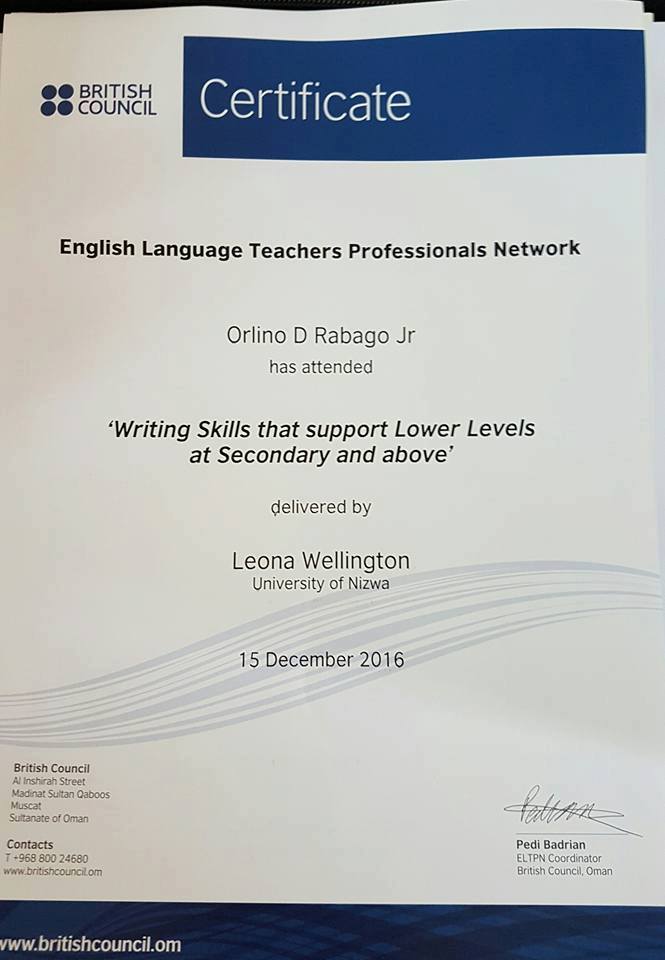 BRITISH
COUNCIL
Certificate
English Language Teachers Professionals Network
Orlino D Rabago Jr
has attended
‘Writing Skills that support Lower Levels
at Secondary and above’
delivered by
Leona Wellington
University of Nizwa
15 December 2016
British Council
Al Inshirah Street
Madinat Sultan Qaboos
Muscat
Sultanate of Oman
Contacts
T +968 800 24680
www.britishcouncil.om
Pedi Badrian
ELTPN Coordinator
British Council, Oman
www.britishcouncil.om